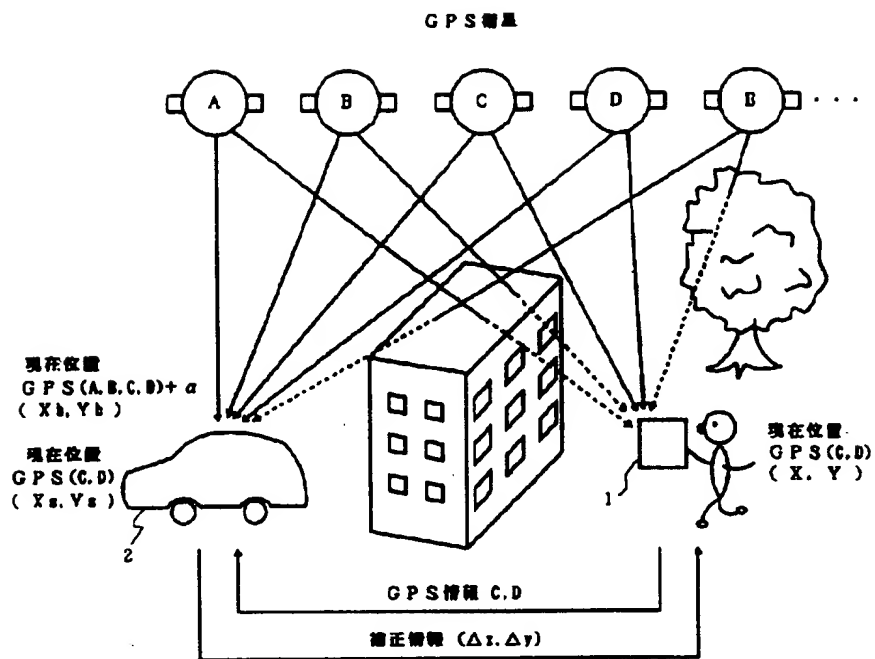 GPS衛星
A B C D E ・・・
現在位置
GPS(A,B,C,D)+α
(Xb,Yb)
現在位置
GPS(C,D)
(Xs,Ys)
2
1
現在位置
GPS(C,D)
(X, Y)
GPS情報 C,D
補正情報 (Δx,Δy)